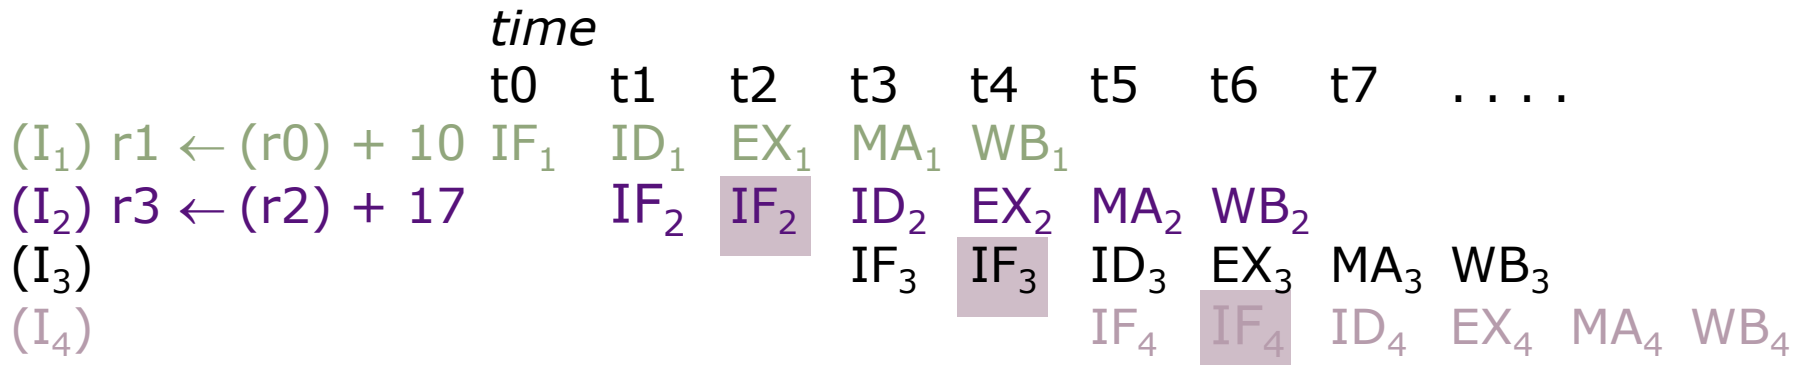 time
t0 t1 t2 t3 t4 t5 t6 t7 . . . .
(I₁) r1 ← (r0) + 10 IF₁ ID₁ EX₁ MA₁ WB₁
(I₂) r3 ← (r2) + 17 IF₂ IF₂ ID₂ EX₂ MA₂ WB₂
(I₃) IF₃ IF₃ ID₃ EX₃ MA₃ WB₃
(I₄) IF₄ IF₄ ID₄ EX₄ MA₄ WB₄